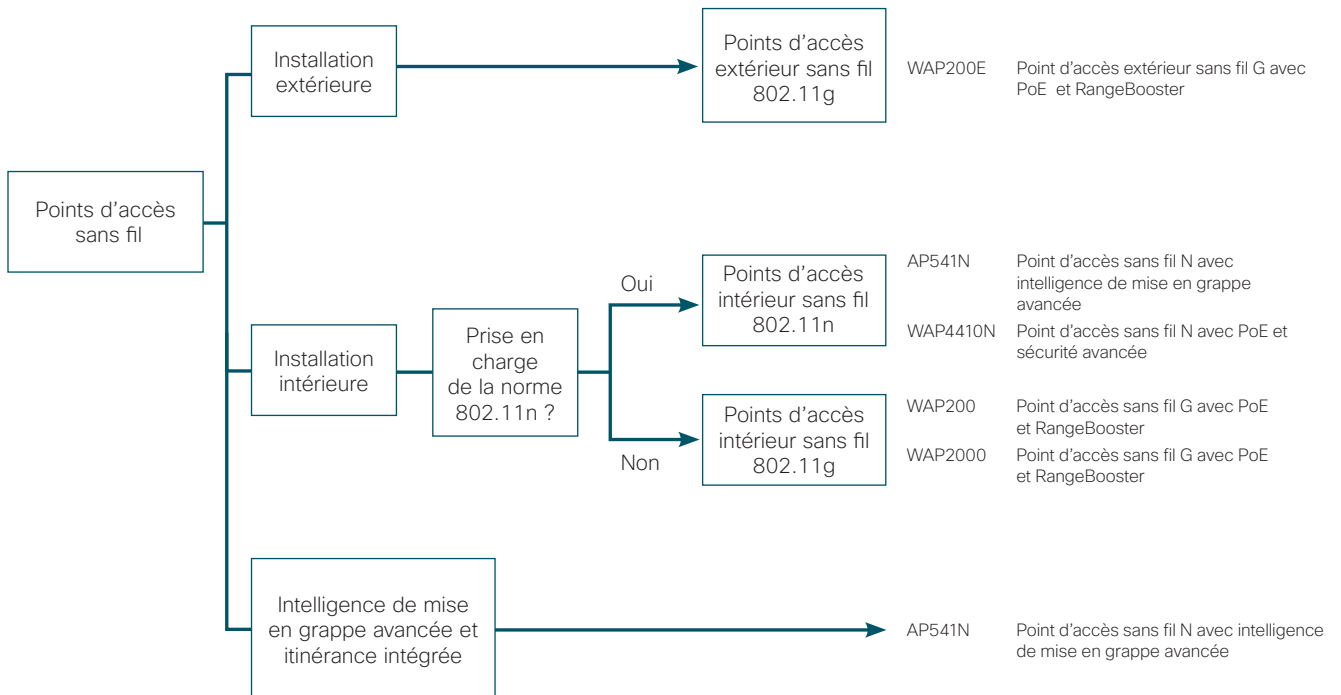 Installation
extérieure
Points d'accès
extérieur sans fil
802.11g
WAP200E
Point d'accès extérieur sans fil G avec
PoE et RangeBooster
Points d'accès
sans fil
Installation
intérieure
Prise en
charge
de la norme
802.11n ?
Oui
Points d'accès
intérieur sans fil
802.11n
AP541N
Point d'accès sans fil N avec
intelligence de mise en grappe
avancée
WAP4410N
Point d'accès sans fil N avec PoE et
sécurité avancée
Non
Points d'accès
intérieur sans fil
802.11g
WAP200
Point d'accès sans fil G avec PoE
et RangeBooster
WAP2000
Point d'accès sans fil G avec PoE
et RangeBooster
Intelligence de mise
en grappe avancée et
itinérance intégrée
AP541N
Point d'accès sans fil N avec intelligence
de mise en grappe avancée